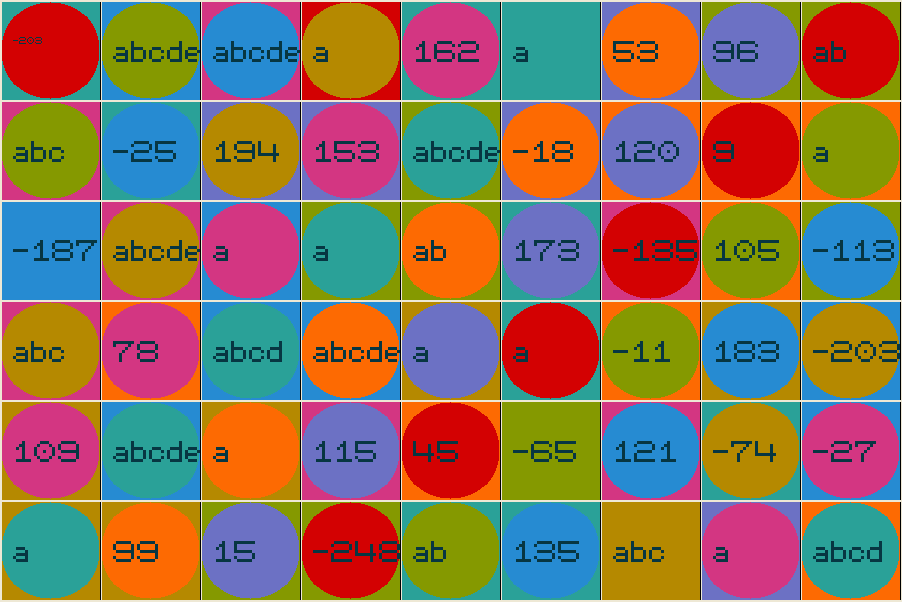 -203 abcde abcde a 162 a 53 96 ab
abc -25 194 153 abcde -18 120 9 a
-187 abcde a a ab 173 -135 105 -113
abc 78 abcd abcde a a -11 183 -203
109 abcde a 115 45 -65 121 -74 -27
a 99 15 -248 ab 135 abc a abcd